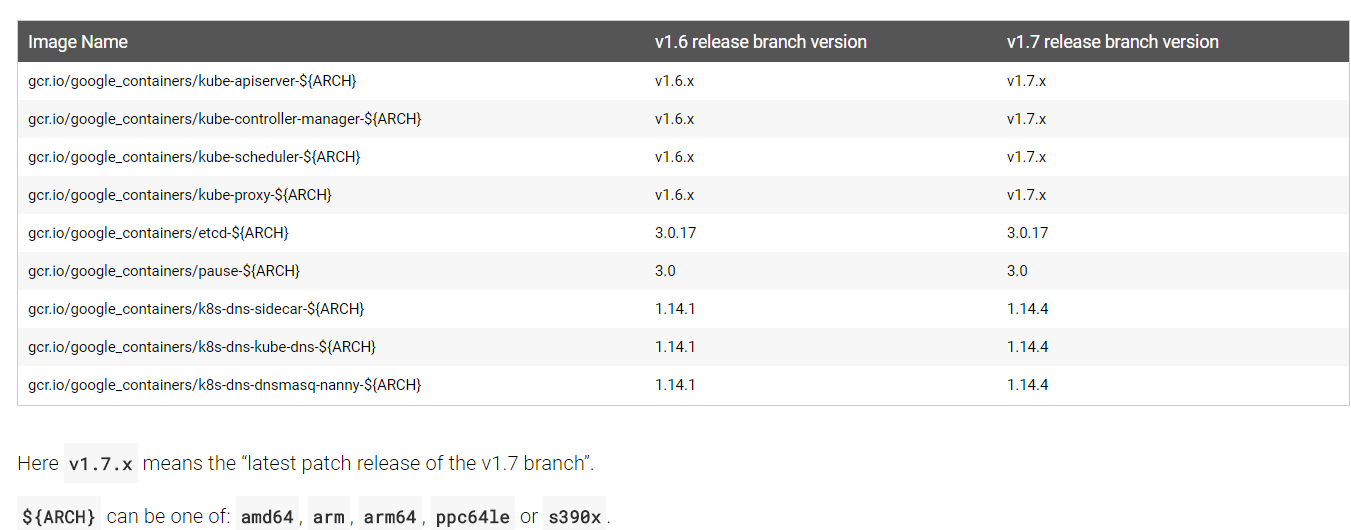 Image Name v1.6 release branch version v1.7 release branch version
gcr.io/google_containers/kube-apiserver-${ARCH} v1.6.x v1.7.x
gcr.io/google_containers/kube-controller-manager-${ARCH} v1.6.x v1.7.x
gcr.io/google_containers/kube-scheduler-${ARCH} v1.6.x v1.7.x
gcr.io/google_containers/kube-proxy-${ARCH} v1.6.x v1.7.x
gcr.io/google_containers/etcd-${ARCH} 3.0.17 3.0.17
gcr.io/google_containers/pause-${ARCH} 3.0 3.0
gcr.io/google_containers/k8s-dns-sidecar-${ARCH} 1.14.1 1.14.4
gcr.io/google_containers/k8s-dns-kube-dns-${ARCH} 1.14.1 1.14.4
gcr.io/google_containers/k8s-dns-dnsmasq-nanny-${ARCH} 1.14.1 1.14.4
Here v1.7.x means the “latest patch release of the v1.7 branch”.
${ARCH} can be one of: amd64, arm, arm64, ppc64le or s390x.